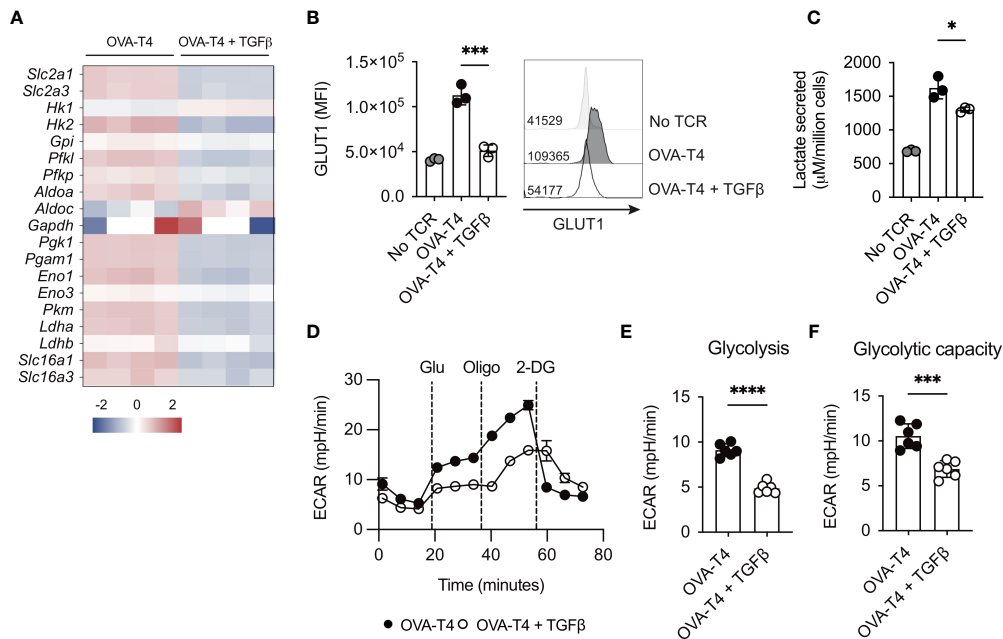 A
OVA-T4
OVA-T4 + TGFβ
Slc2a1
Slc2a3
Hk1
Hk2
Gpi
Pfkl
Pfkp
Aldoa
Aldoc
Gapdh
Pgk1
Pgam1
Eno1
Eno3
Pkm
Ldha
Ldhb
Slc16a1
Slc16a3
-2 0 2
B
***
GLUT1 (MFI)
1.5×10⁵
1.0×10⁵
5.0×10⁴
0.0
No TCR
OVA-T4
OVA-T4 + TGFβ
41529 No TCR
109365 OVA-T4
54177 OVA-T4 + TGFβ
GLUT1
C
*
Lactate secreted
(μM/million cells)
2000
1500
1000
500
0
No TCR
OVA-T4
OVA-T4 + TGFβ
D
Glu Oligo 2-DG
ECAR (mpH/min)
30
20
10
0
0 20 40 60 80
Time (minutes)
OVA-T4 OVA-T4 + TGFβ
E
Glycolysis
****
ECAR (mpH/min)
15
10
5
0
OVA-T4
OVA-T4 + TGFβ
F
Glycolytic capacity
***
ECAR (mpH/min)
15
10
5
0
OVA-T4
OVA-T4 + TGFβ